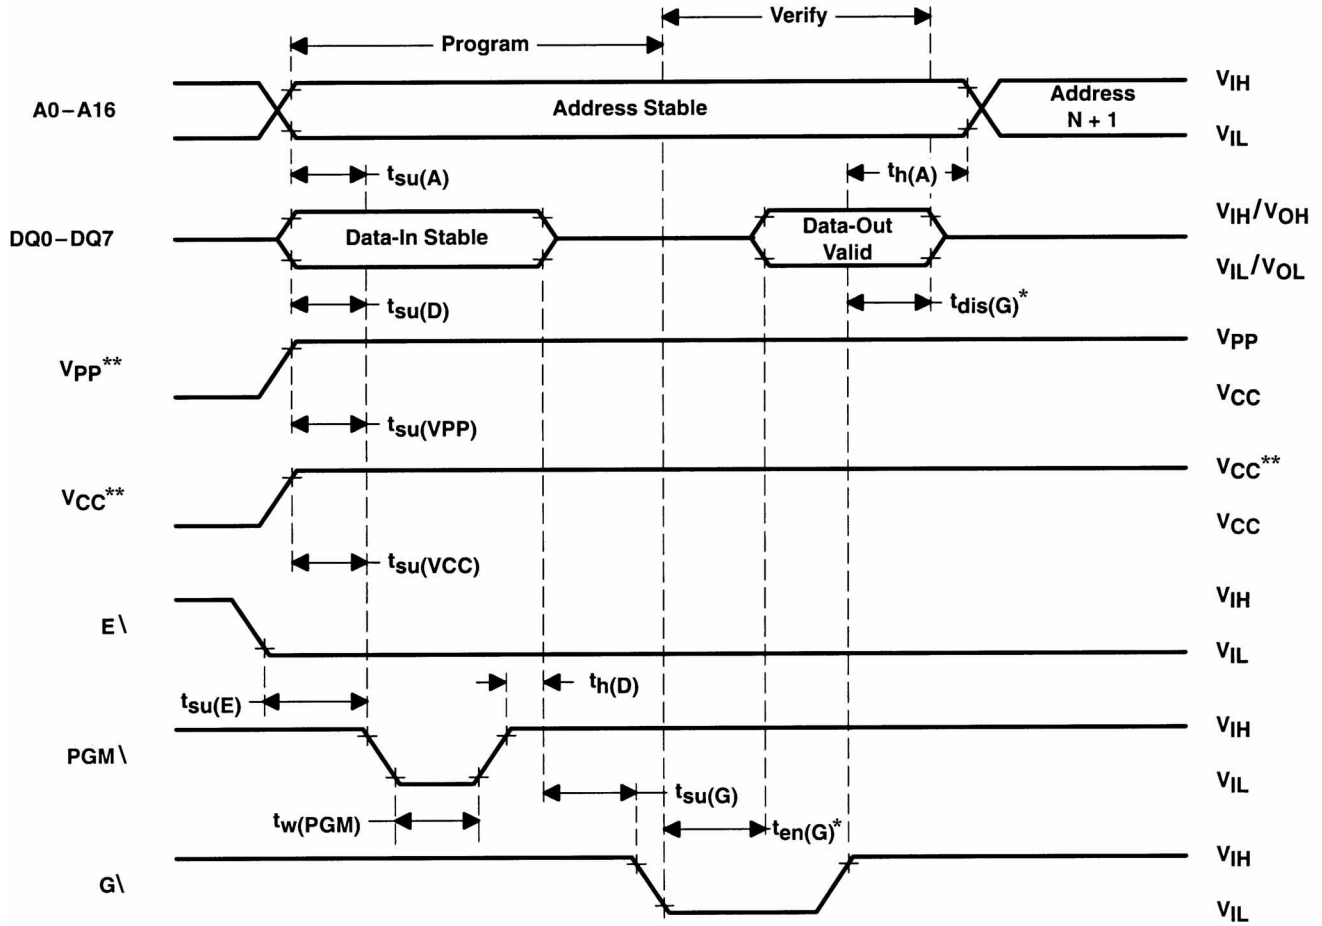 Verify
Program
A0–A16
Address Stable
Address
N + 1
VIH
VIL
tsu(A)
th(A)
DQ0–DQ7
Data-In Stable
Data-Out
Valid
VIH/VOH
VIL/VOL
tsu(D)
tdis(G)*
VPP**
VPP
VCC
tsu(VPP)
VCC**
VCC**
VCC
tsu(VCC)
E\
VIH
VIL
tsu(E)
th(D)
PGM\
VIH
VIL
tw(PGM)
tsu(G)
ten(G)*
G\
VIH
VIL